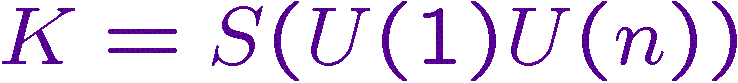 K = S(U(1)U(n))